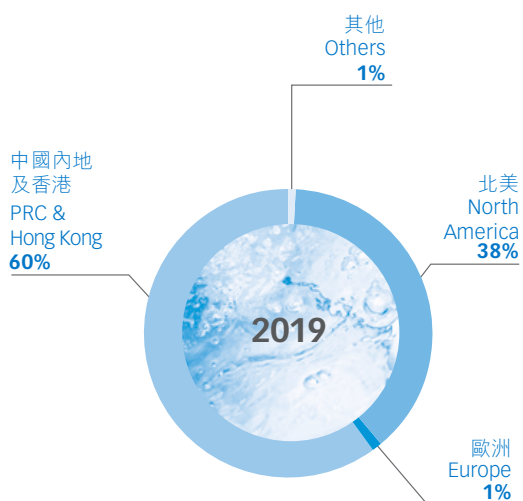 其他
Others
1%
中國內地
及香港
PRC &
Hong Kong
60%
北美
North
America
38%
2019
歐洲
Europe
1%